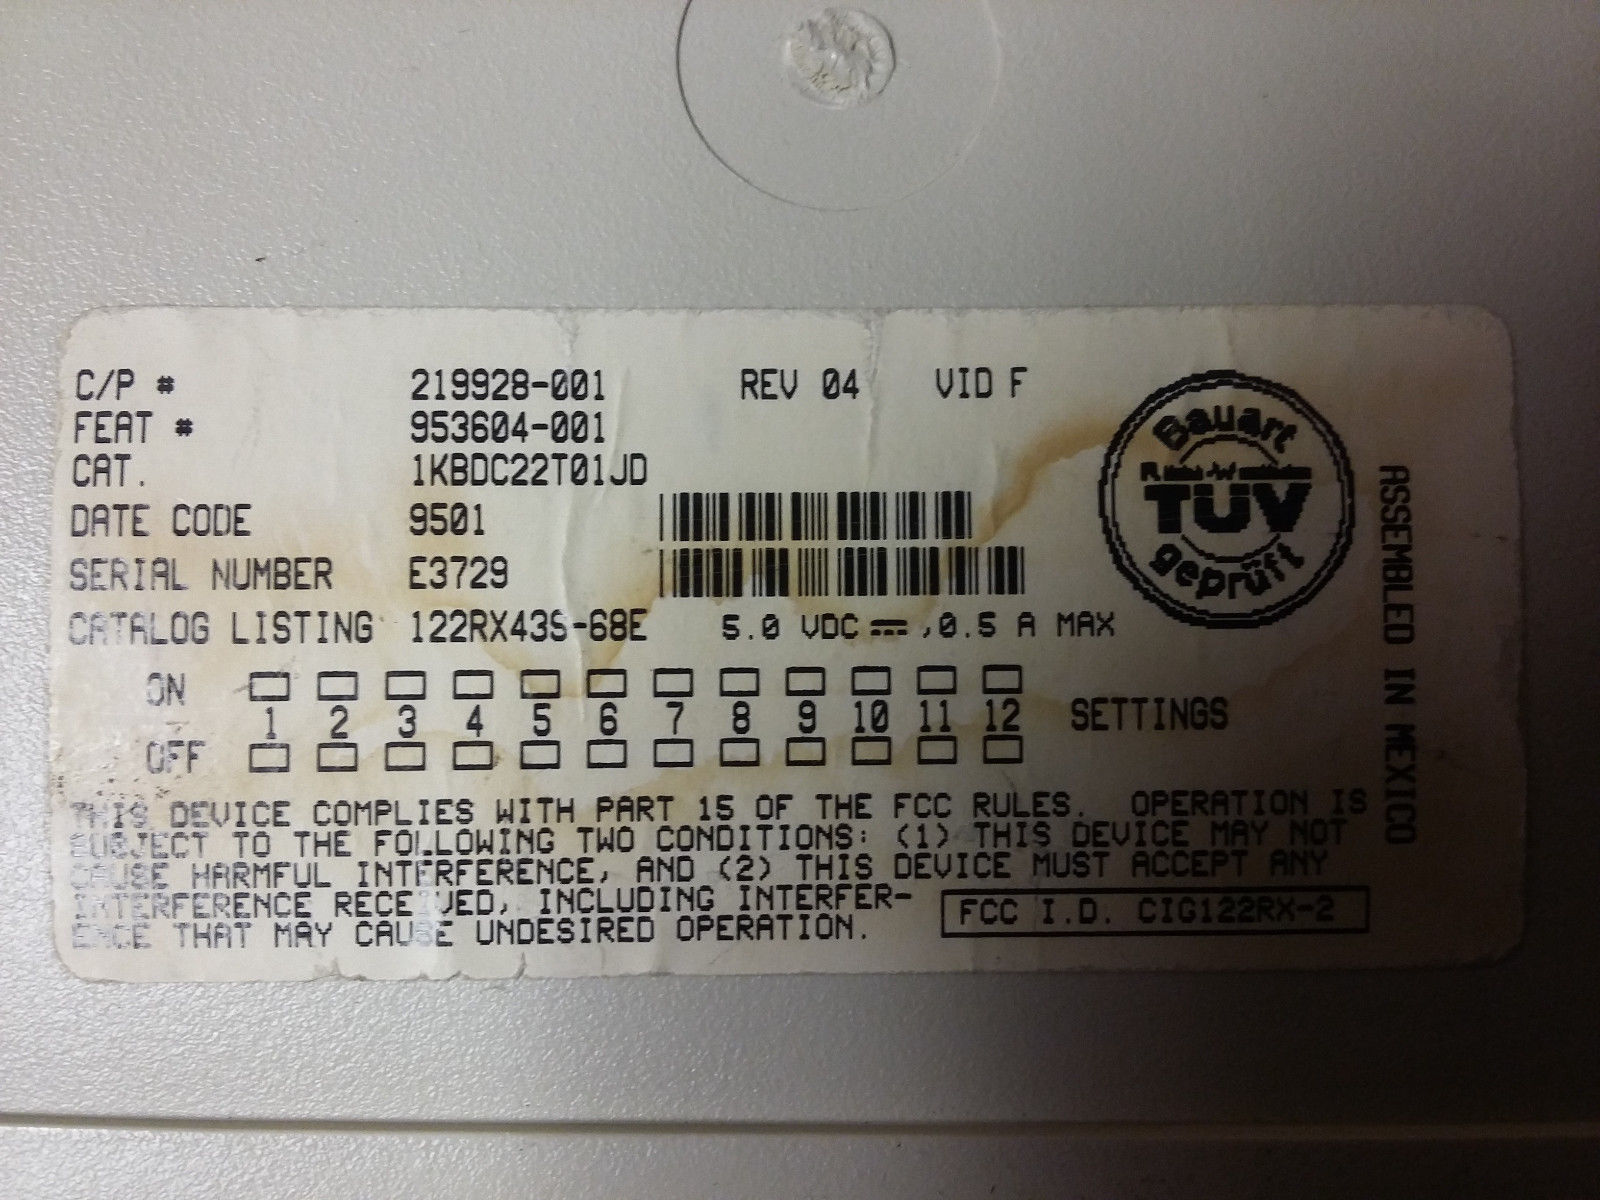 C/P # 219928-001 REV 04 VID F
FEAT # 953604-001
CAT. 1KBDC22T01JD
DATE CODE 9501
SERIAL NUMBER E3729
CATALOG LISTING 122RX43S-68E 5.0 VDC ⎓ ,0.5 A MAX
ON
1 2 3 4 5 6 7 8 9 10 11 12 SETTINGS
OFF
THIS DEVICE COMPLIES WITH PART 15 OF THE FCC RULES. OPERATION IS
SUBJECT TO THE FOLLOWING TWO CONDITIONS: (1) THIS DEVICE MAY NOT
CAUSE HARMFUL INTERFERENCE, AND (2) THIS DEVICE MUST ACCEPT ANY
INTERFERENCE RECEIVED, INCLUDING INTERFER-
ENCE THAT MAY CAUSE UNDESIRED OPERATION.
FCC I.D. CIG122RX-2
Bauart
TÜV
geprüft
ASSEMBLED IN MEXICO